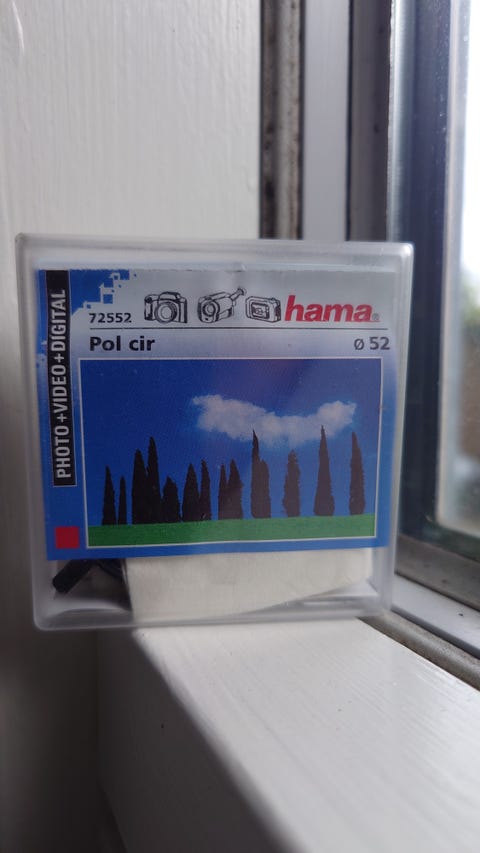 72552 hama®
Pol cir ø 52
PHOTO+VIDEO+DIGITAL